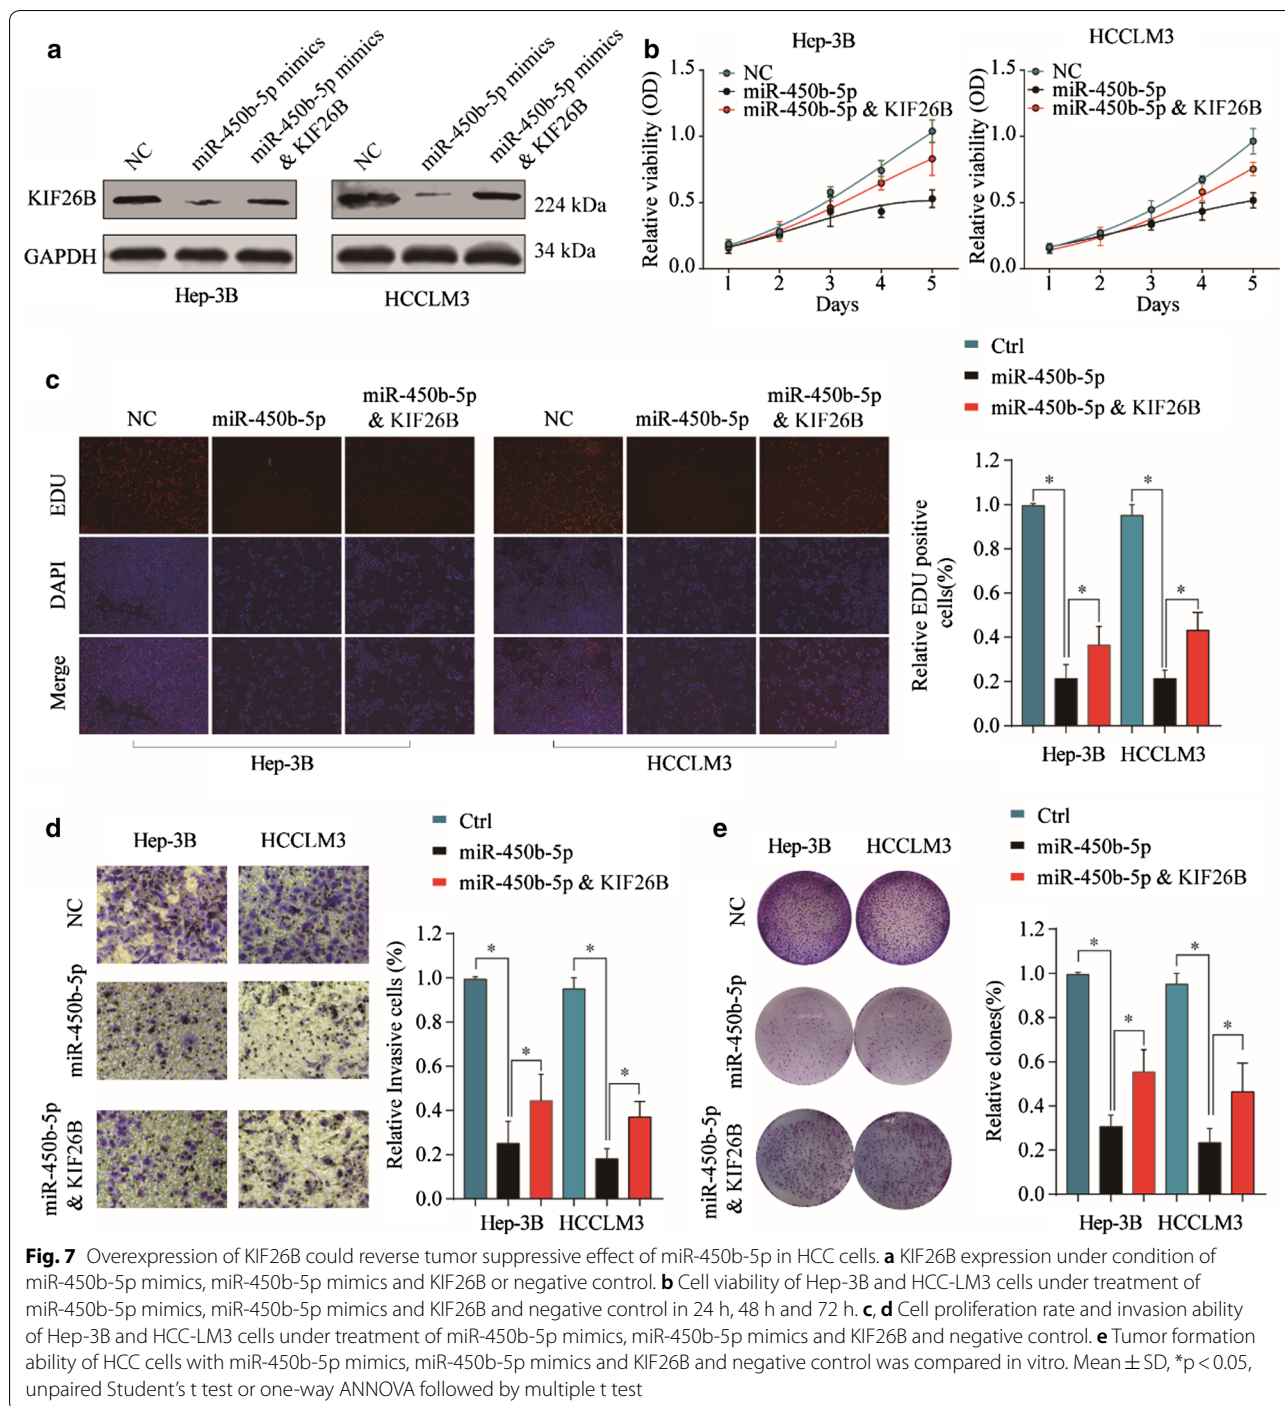 a
NC
miR-450b-5p mimics
miR-450b-5p mimics
& KIF26B
NC
miR-450b-5p mimics
miR-450b-5p mimics
& KIF26B
KIF26B
224 kDa
GAPDH
34 kDa
Hep-3B
HCCLM3
b
Hep-3B
NC
miR-450b-5p
miR-450b-5p & KIF26B
Relative viability (OD)
1.5
1.0
0.5
0.0
1 2 3 4 5
Days
HCCLM3
NC
miR-450b-5p
miR-450b-5p & KIF26B
Relative viability (OD)
1.5
1.0
0.5
0.0
1 2 3 4 5
Days
c
NC
miR-450b-5p
miR-450b-5p
& KIF26B
NC
miR-450b-5p
miR-450b-5p
& KIF26B
EDU
DAPI
Merge
Hep-3B
HCCLM3
Ctrl
miR-450b-5p
miR-450b-5p & KIF26B
Relative EDU positive
cells(%)
1.2
1.0
0.8
0.6
0.4
0.2
0.0
* * * *
Hep-3B HCCLM3
d
Hep-3B
HCCLM3
NC
miR-450b-5p
miR-450b-5p
& KIF26B
Ctrl
miR-450b-5p
miR-450b-5p & KIF26B
Relative Invasive cells (%)
1.2
1.0
0.8
0.6
0.4
0.2
0.0
* * * *
Hep-3B HCCLM3
e
Hep-3B
HCCLM3
NC
miR-450b-5p
miR-450b-5p
& KIF26B
Ctrl
miR-450b-5p
miR-450b-5p & KIF26B
Relative clones(%)
1.2
1.0
0.8
0.6
0.4
0.2
0.0
* * * *
Hep-3B HCCLM3
Fig. 7 Overexpression of KIF26B could reverse tumor suppressive effect of miR-450b-5p in HCC cells. a KIF26B expression under condition of
miR-450b-5p mimics, miR-450b-5p mimics and KIF26B or negative control. b Cell viability of Hep-3B and HCC-LM3 cells under treatment of
miR-450b-5p mimics, miR-450b-5p mimics and KIF26B and negative control in 24 h, 48 h and 72 h. c, d Cell proliferation rate and invasion ability
of Hep-3B and HCC-LM3 cells under treatment of miR-450b-5p mimics, miR-450b-5p mimics and KIF26B and negative control. e Tumor formation
ability of HCC cells with miR-450b-5p mimics, miR-450b-5p mimics and KIF26B and negative control was compared in vitro. Mean ± SD, *p < 0.05,
unpaired Student's t test or one-way ANNOVA followed by multiple t test